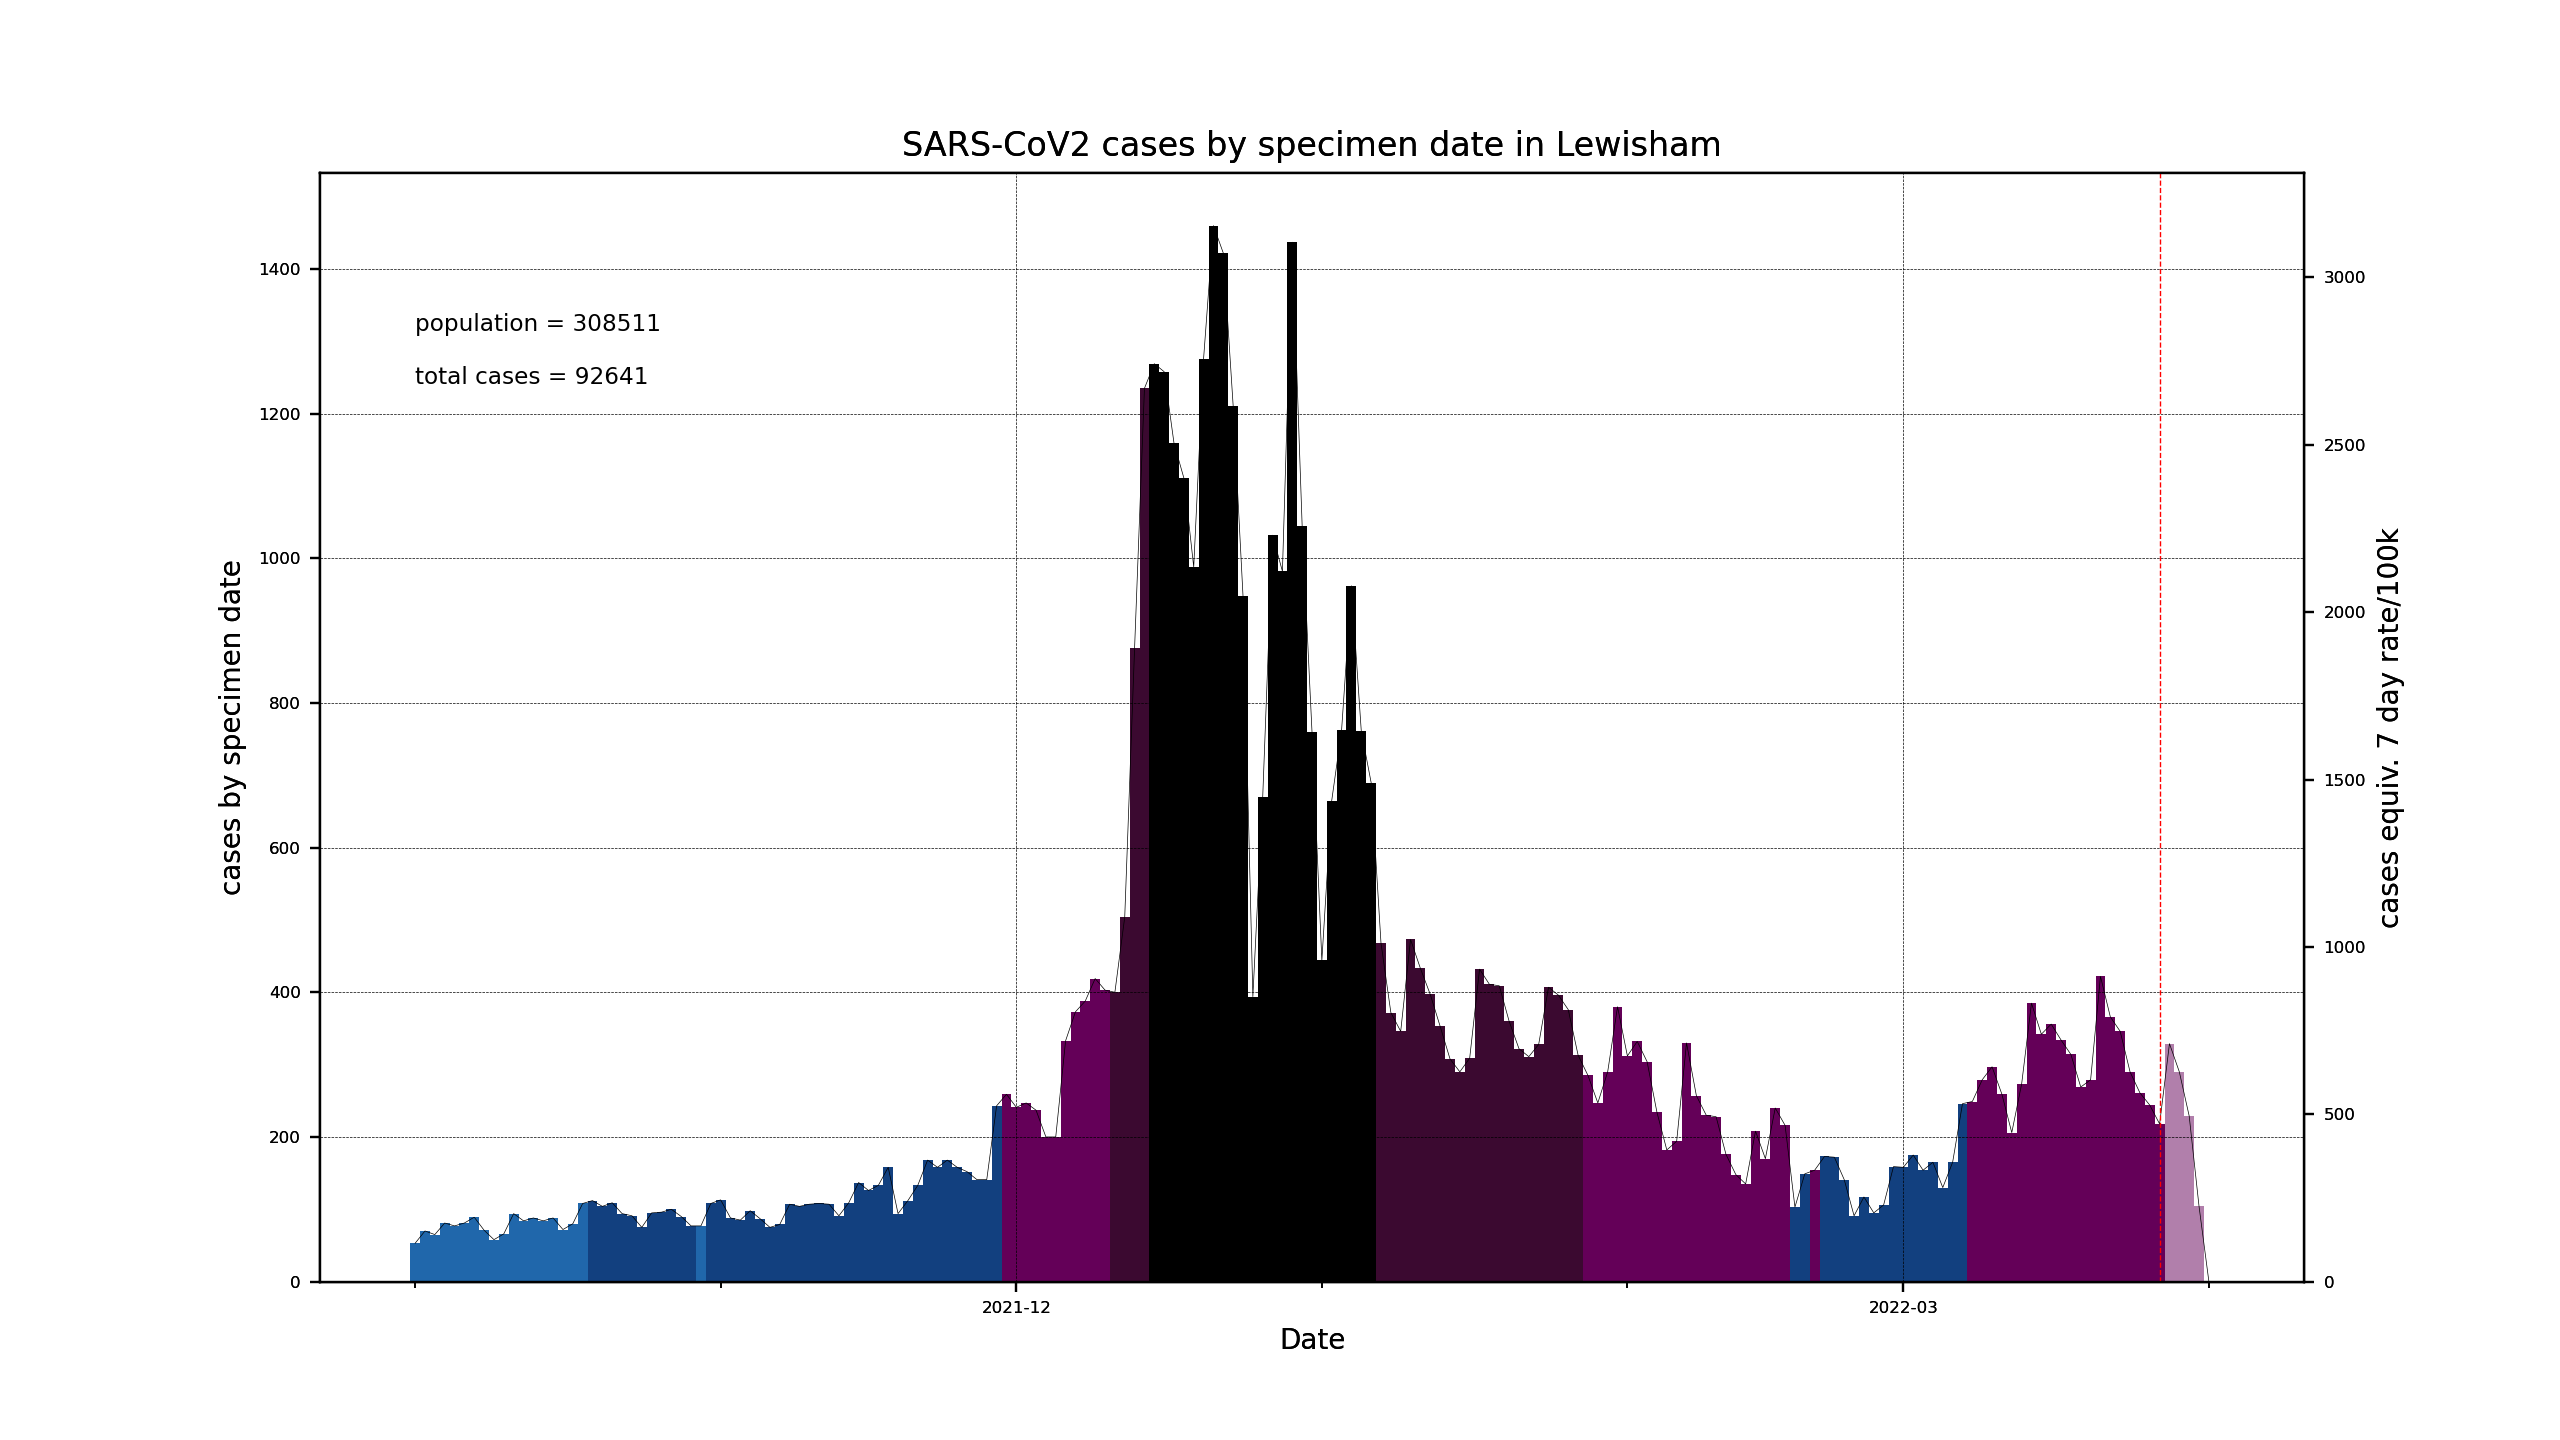 SARS-CoV2 cases by specimen date in Lewisham
population = 308511
total cases = 92641
cases by specimen date
1400
1200
1000
800
600
400
200
0
3000
2500
2000
1500
1000
500
0
cases equiv. 7 day rate/100k
2021-12
2022-03
Date